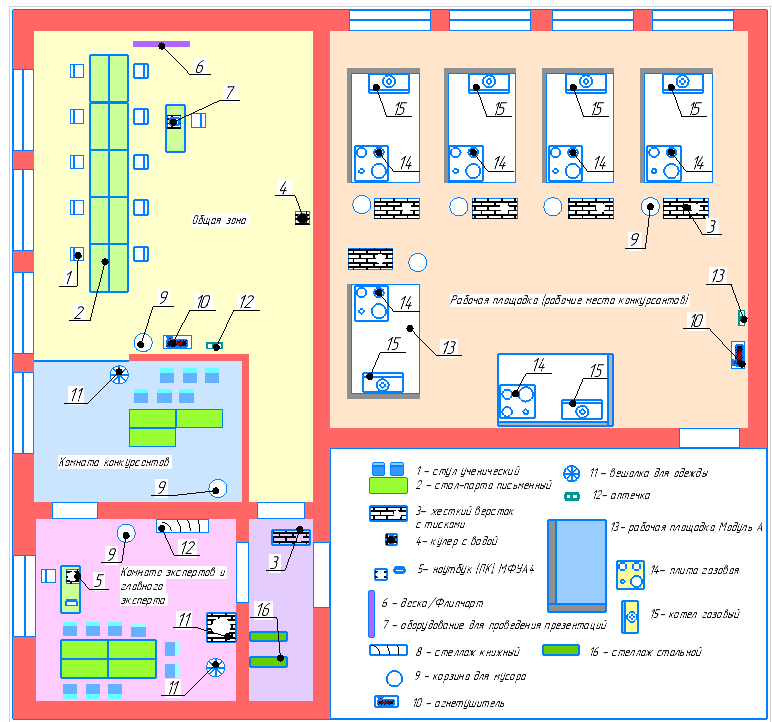 6
7
15
15
15
15
14
14
14
14
4
Общая зона
9
3
1
2
13
9
10
12
14
Рабочая площадка (рабочие места конкурсантов)
13
10
15
11
14
15
Комната конкурсантов
9
1 – стул ученический
2 – стол-парта письменный
3– жесткий верстак
с тисками
4– кулер с водой
5– ноутбук (ПК) МФУА4
6 – доска/Флипчарт
7 – оборудование для проведения презентаций
8 – стеллаж книжный
9 – корзина для мусора
10 – огнетушитель
11 – вешалка для одежды
12– аптечка
13– рабочая площадка Модуль А
14– плита газовая
15– котел газовый
16 – стеллаж стальной
9
12
3
5
Комната экспертов и
главного
эксперта
11
16
11